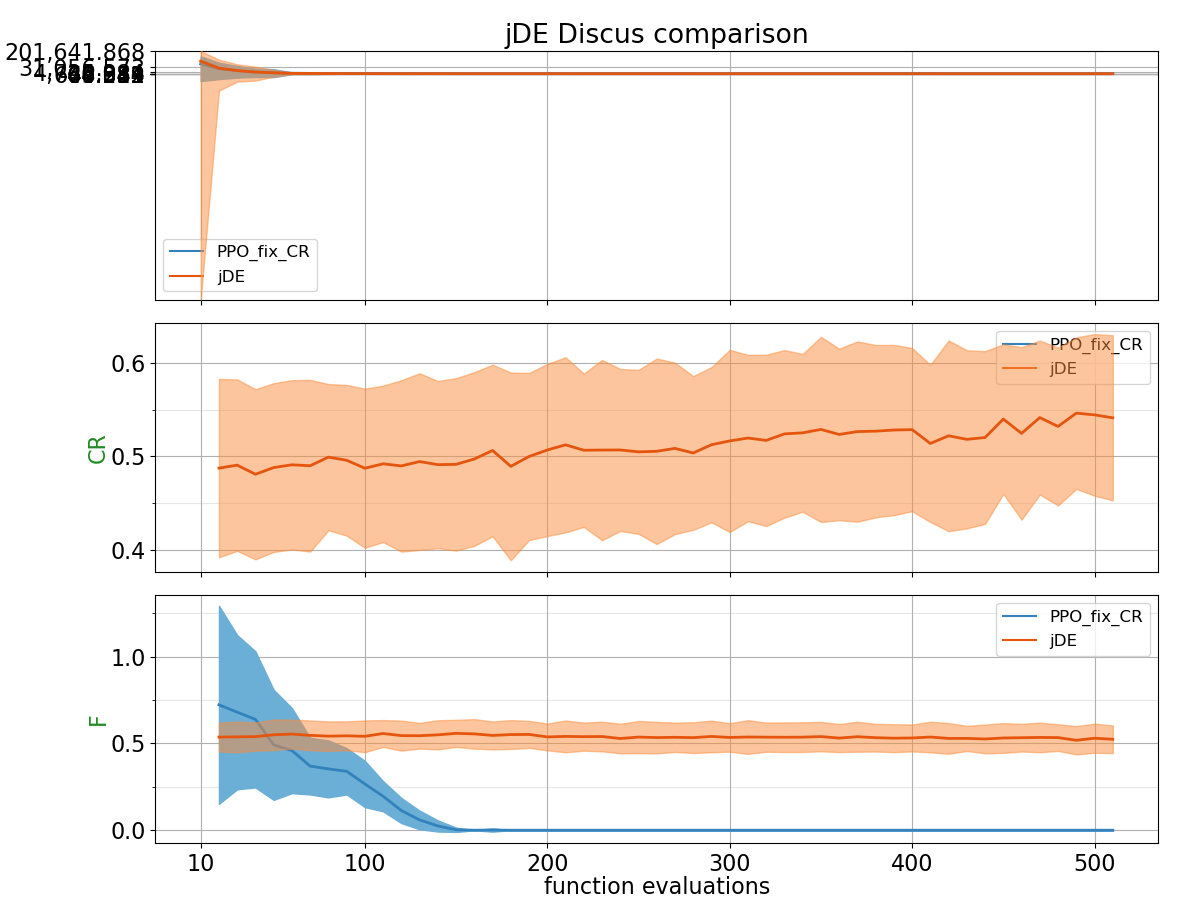 jDE Discus comparison
201,641.868
PPO_fix_CR
jDE
CR
0.6
0.5
0.4
PPO_fix_CR
jDE
F
1.0
0.5
0.0
PPO_fix_CR
jDE
10 100 200 300 400 500
function evaluations